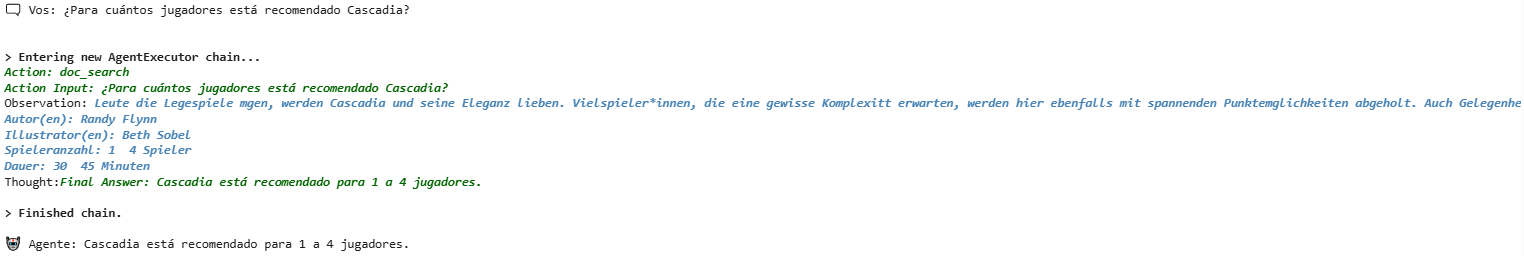 Vos: ¿Para cuántos jugadores está recomendado Cascadia?
> Entering new AgentExecutor chain...
Action: doc_search
Action Input: ¿Para cuántos jugadores está recomendado Cascadia?
Observation: Leute die Legespiele mgen, werden Cascadia und seine Eleganz lieben. Vielspieler*innen, die eine gewisse Komplexitt erwarten, werden hier ebenfalls mit spannenden Punktemglichkeiten abgeholt. Auch Gelegenhe
Autor(en): Randy Flynn
Illustrator(en): Beth Sobel
Spieleranzahl: 1  4 Spieler
Dauer: 30  45 Minuten
Thought:Final Answer: Cascadia está recomendado para 1 a 4 jugadores.
> Finished chain.
Agente: Cascadia está recomendado para 1 a 4 jugadores.